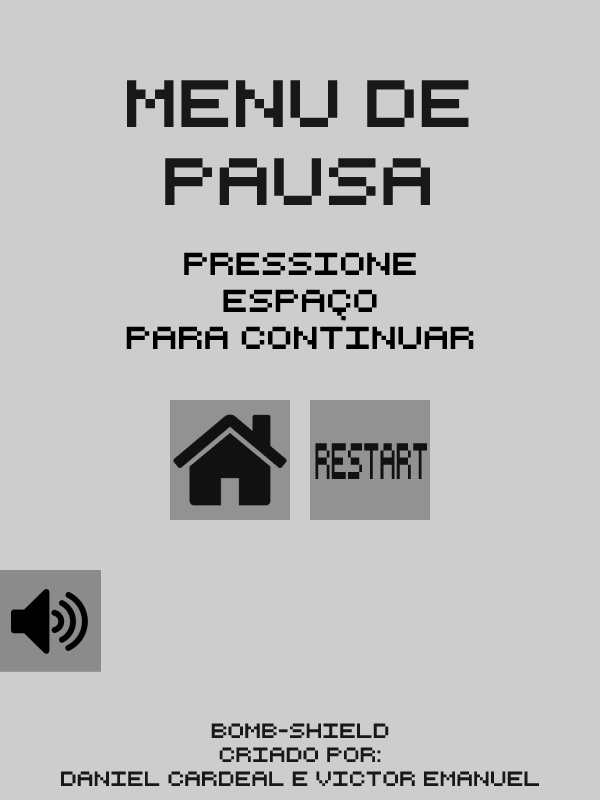 MENU DE
PAUSA
PRESSIONE
ESPAÇO
PARA CONTINUAR
RESTART
BOMB-SHIELD
CRIADO POR:
DANIEL CARDEAL E VICTOR EMANUEL